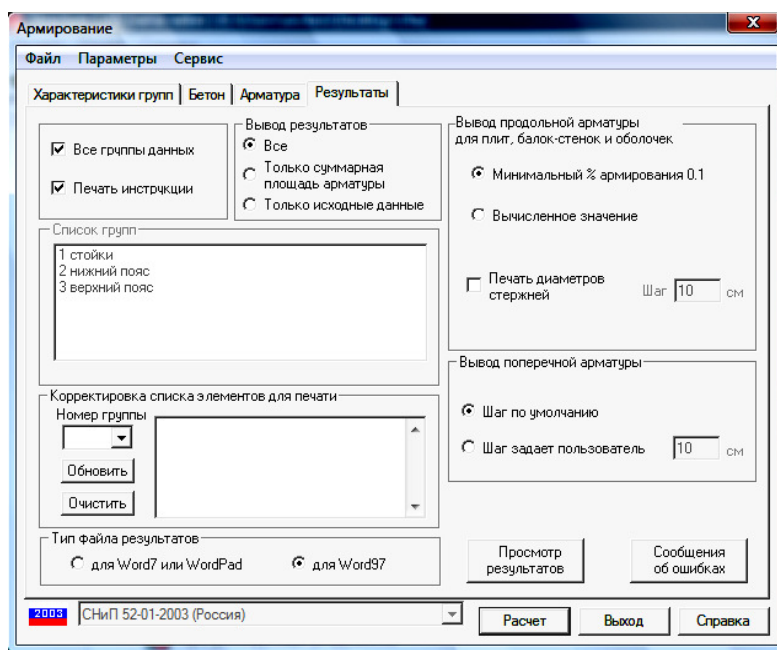 Армирование
Файл Параметры Сервис
Характеристики групп Бетон Арматура Результаты
Все группы данных
Печать инструкции
Вывод результатов
Все
Только суммарная
площадь арматуры
Только исходные данные
Вывод продольной арматуры
для плит, балок-стенок и оболочек
Минимальный % армирования 0.1
Вычисленное значение
Печать диаметров
стержней
Шаг 10 см
Список групп
1 стойки
2 нижний пояс
3 верхний пояс
Вывод поперечной арматуры
Шаг по умолчанию
Шаг задает пользователь 10 см
Корректировка списка элементов для печати
Номер группы
Обновить
Очистить
Тип файла результатов
для Word7 или WordPad для Word97
Просмотр
результатов
Сообщения
об ошибках
2003 СНиП 52-01-2003 (Россия)
Расчет Выход Справка